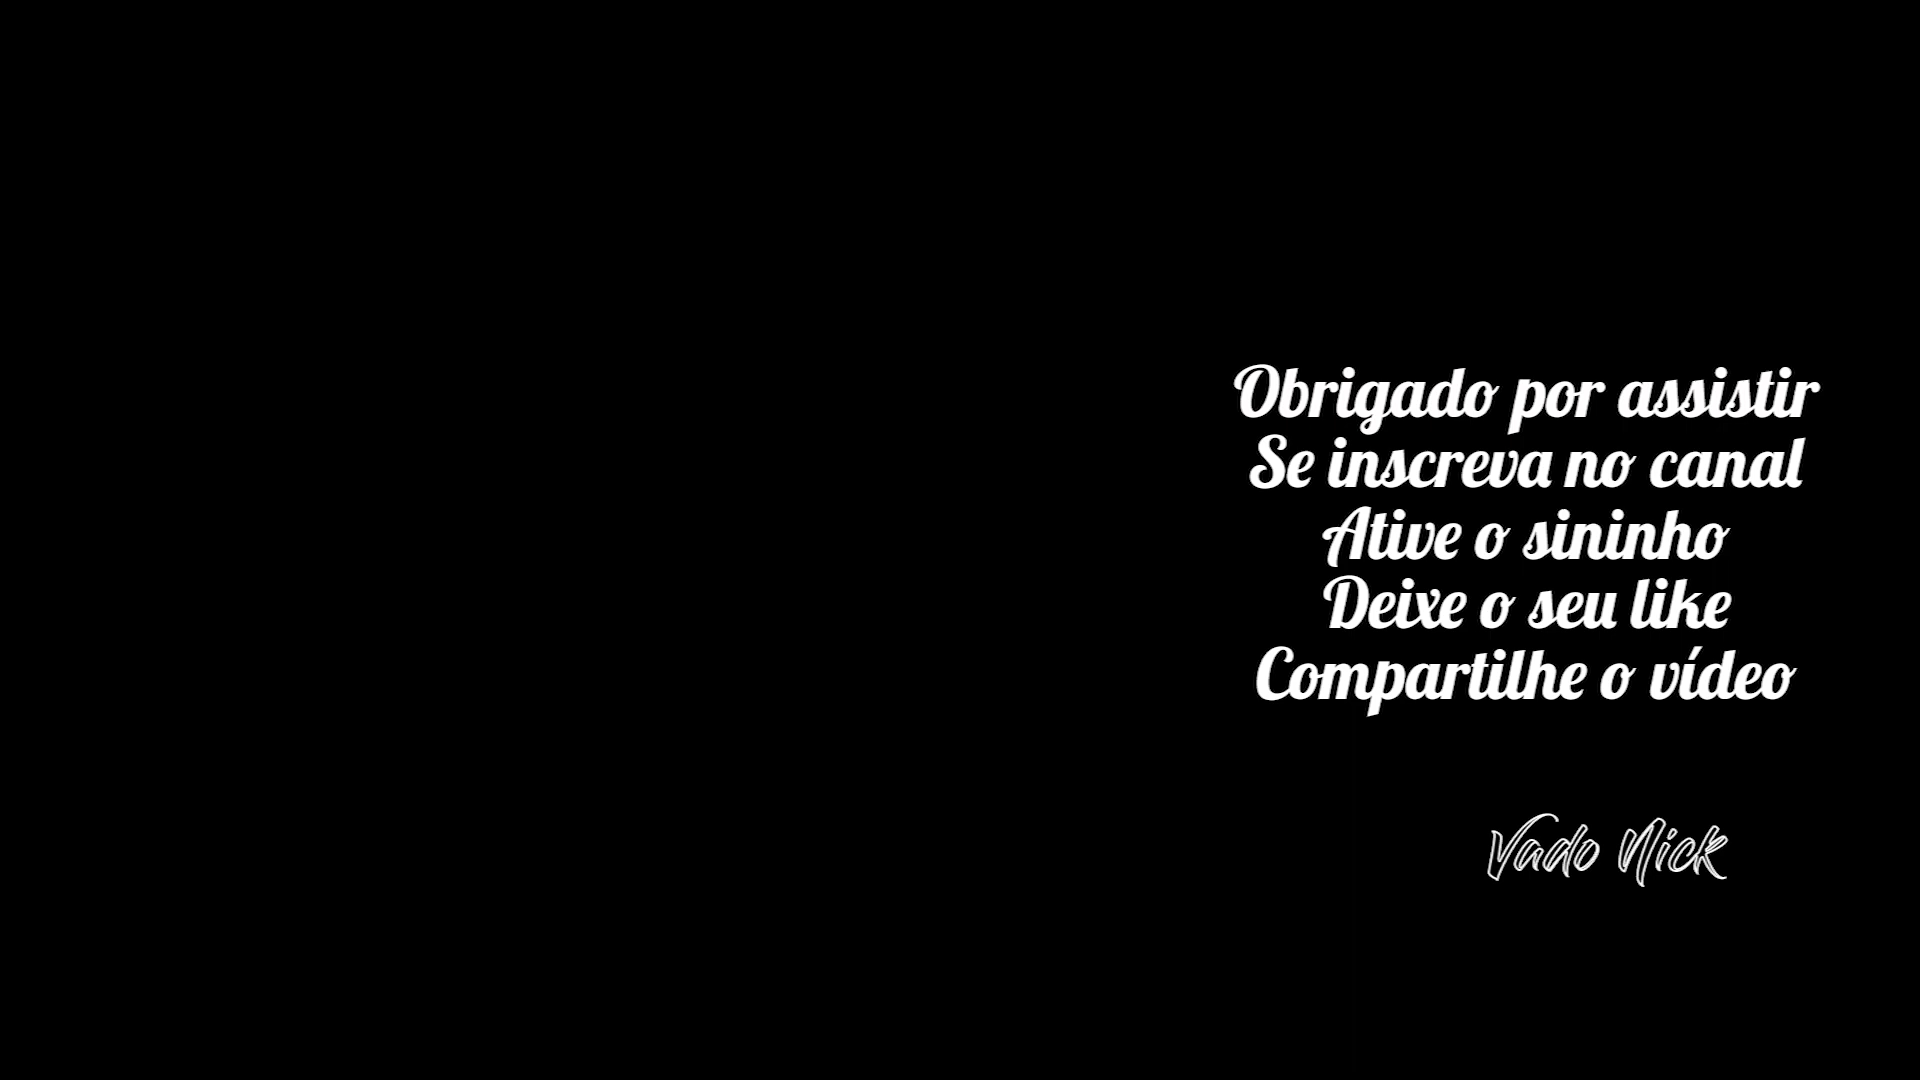 Obrigado por assistir
Se inscreva no canal
Ative o sininho
Deixe o seu like
Compartilhe o vídeo
Vado Nick